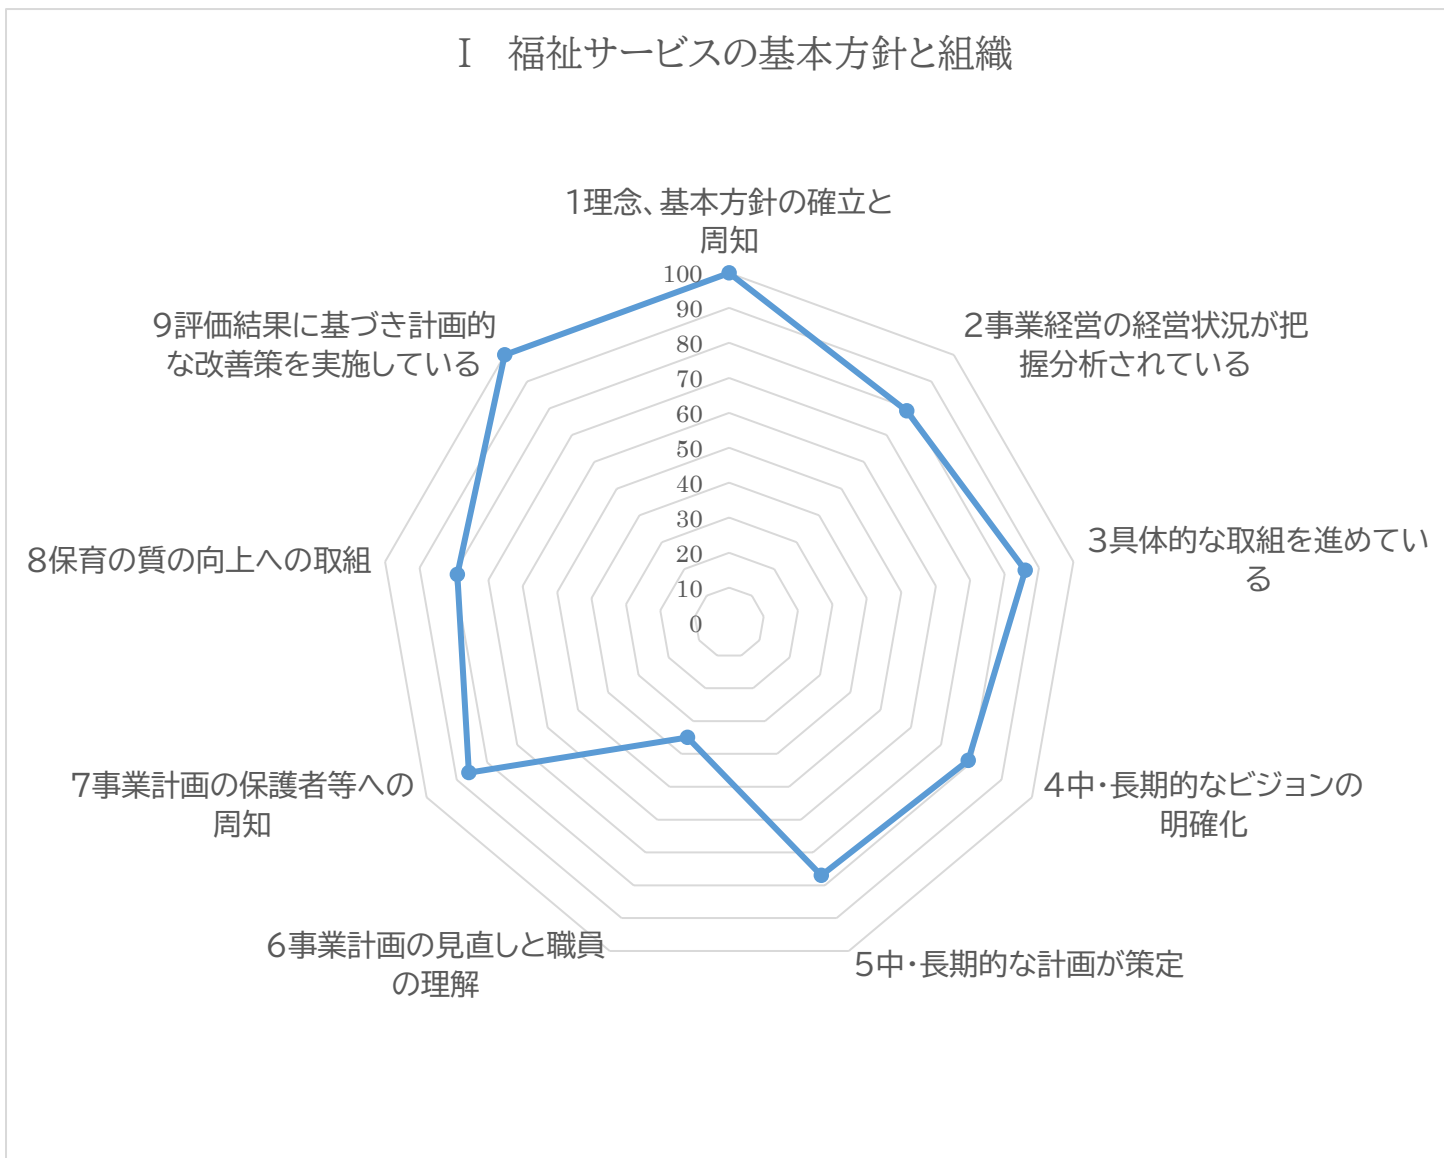 Ⅰ　福祉サービスの基本方針と組織
1理念、基本方針の確立と
周知
2事業経営の経営状況が把
握分析されている
3具体的な取組を進めてい
る
4中・長期的なビジョンの
明確化
5中・長期的な計画が策定
6事業計画の見直しと職員
の理解
7事業計画の保護者等への
周知
8保育の質の向上への取組
9評価結果に基づき計画的
な改善策を実施している
100
90
80
70
60
50
40
30
20
10
0